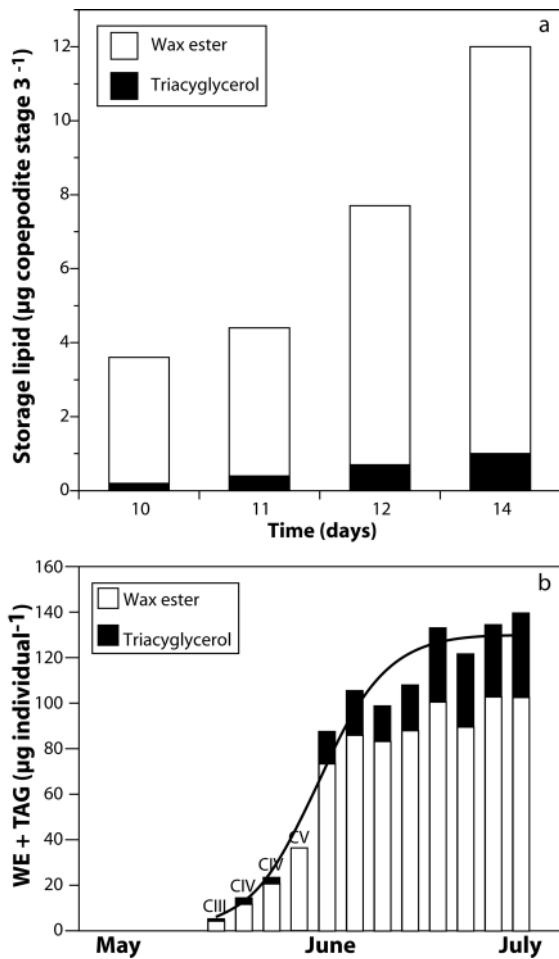 a
Wax ester
Triacyglycerol
Storage lipid (µg copepodite stage 3⁻¹)
12
10
8
6
4
2
0
10 11 12 14
Time (days)
b
Wax ester
Triacyglycerol
WE + TAG (µg individual⁻¹)
160
140
120
100
80
60
40
20
0
CIII
CIV
CIV
CV
May June July